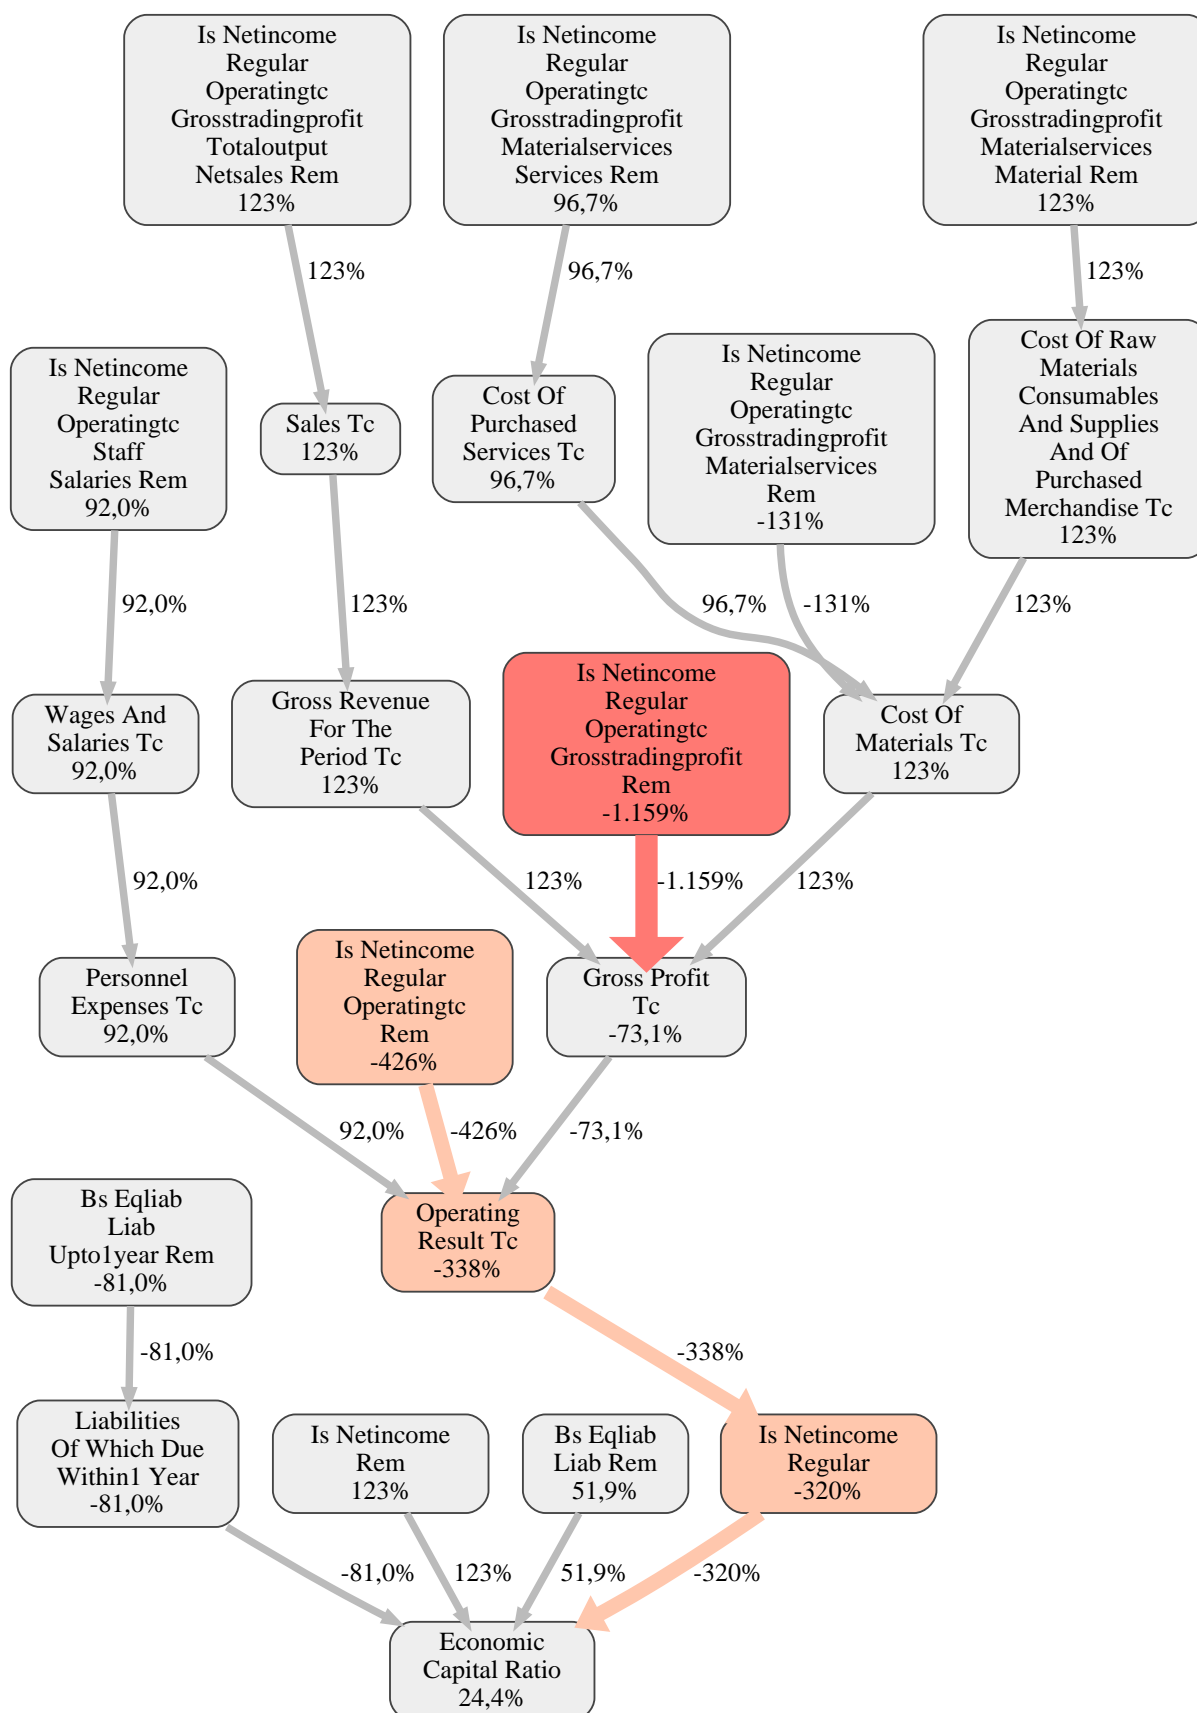 Is Netincome
Regular
Operatingtc
Grosstradingprofit
Totaloutput
Netsales Rem
123%
Is Netincome
Regular
Operatingtc
Grosstradingprofit
Materialservices
Services Rem
96,7%
Is Netincome
Regular
Operatingtc
Grosstradingprofit
Materialservices
Material Rem
123%
123%
96,7%
123%
Is Netincome
Regular
Operatingtc
Staff
Salaries Rem
92,0%
Sales Tc
123%
Cost Of
Purchased
Services Tc
96,7%
Is Netincome
Regular
Operatingtc
Grosstradingprofit
Materialservices
Rem
-131%
Cost Of Raw
Materials
Consumables
And Supplies
And Of
Purchased
Merchandise Tc
123%
92,0%
123%
96,7%
-131%
123%
Wages And
Salaries Tc
92,0%
Gross Revenue
For The
Period Tc
123%
Is Netincome
Regular
Operatingtc
Grosstradingprofit
Rem
-1.159%
Cost Of
Materials Tc
123%
92,0%
123%
-1.159%
123%
Personnel
Expenses Tc
92,0%
Is Netincome
Regular
Operatingtc
Rem
-426%
Gross Profit
Tc
-73,1%
92,0%
-426%
-73,1%
Bs Eqliab
Liab
Upto1year Rem
-81,0%
Operating
Result Tc
-338%
-81,0%
-338%
Liabilities
Of Which Due
Within1 Year
-81,0%
Is Netincome
Rem
123%
Bs Eqliab
Liab Rem
51,9%
Is Netincome
Regular
-320%
-81,0%
123%
51,9%
-320%
Economic
Capital Ratio
24,4%